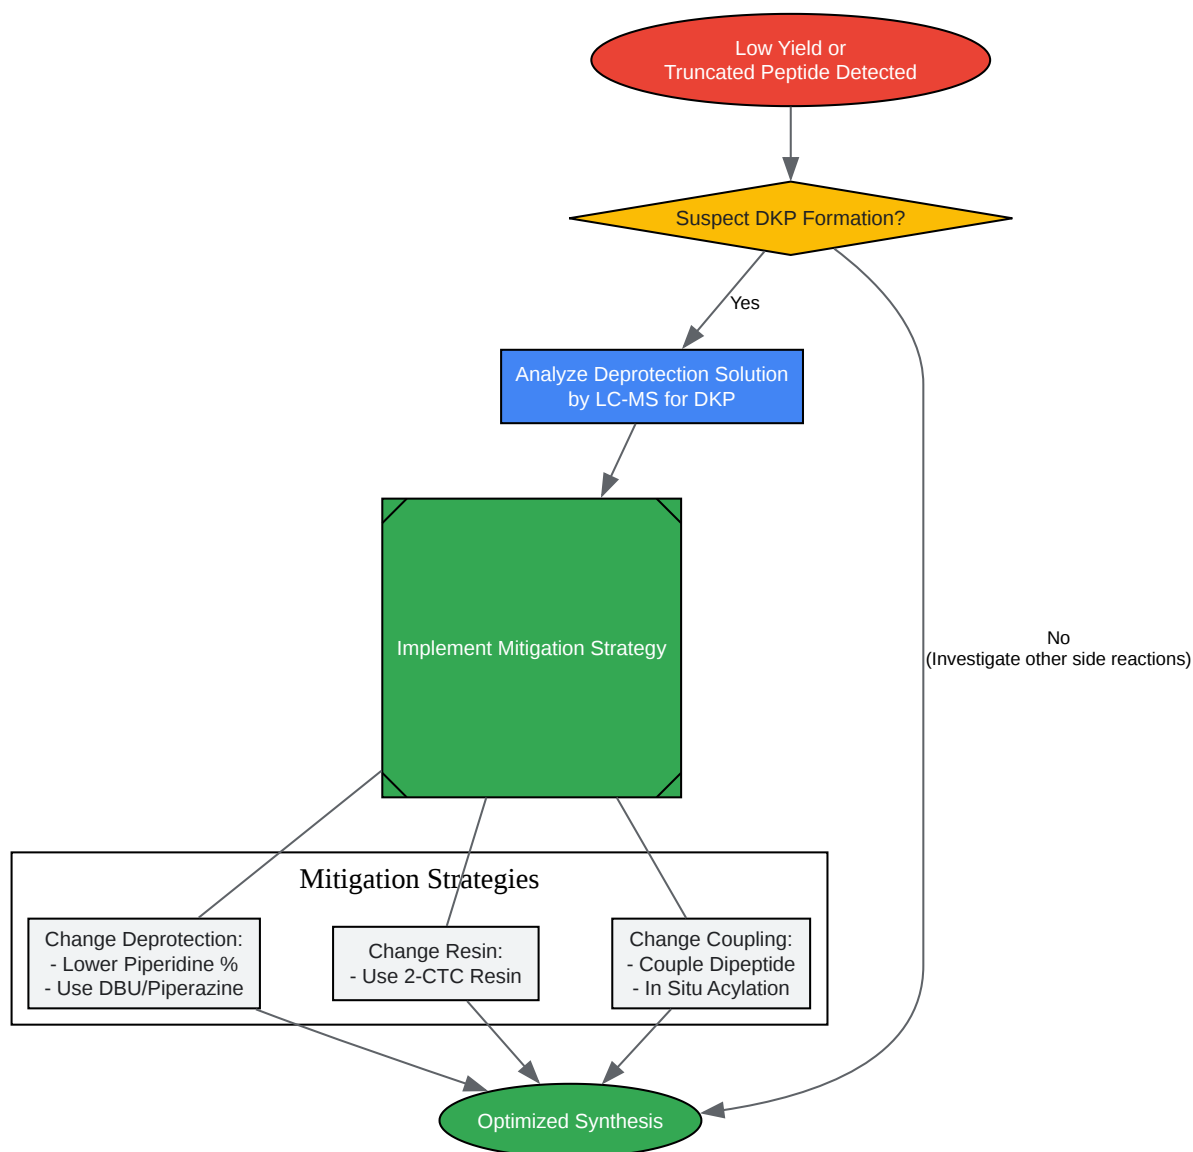 Low Yield or
Truncated Peptide Detected
Suspect DKP Formation?
Yes
Analyze Deprotection Solution
by LC-MS for DKP
Implement Mitigation Strategy
No
(Investigate other side reactions)
Mitigation Strategies
Change Deprotection:
- Lower Piperidine %
- Use DBU/Piperazine
Change Resin:
- Use 2-CTC Resin
Change Coupling:
- Couple Dipeptide
- In Situ Acylation
Optimized Synthesis